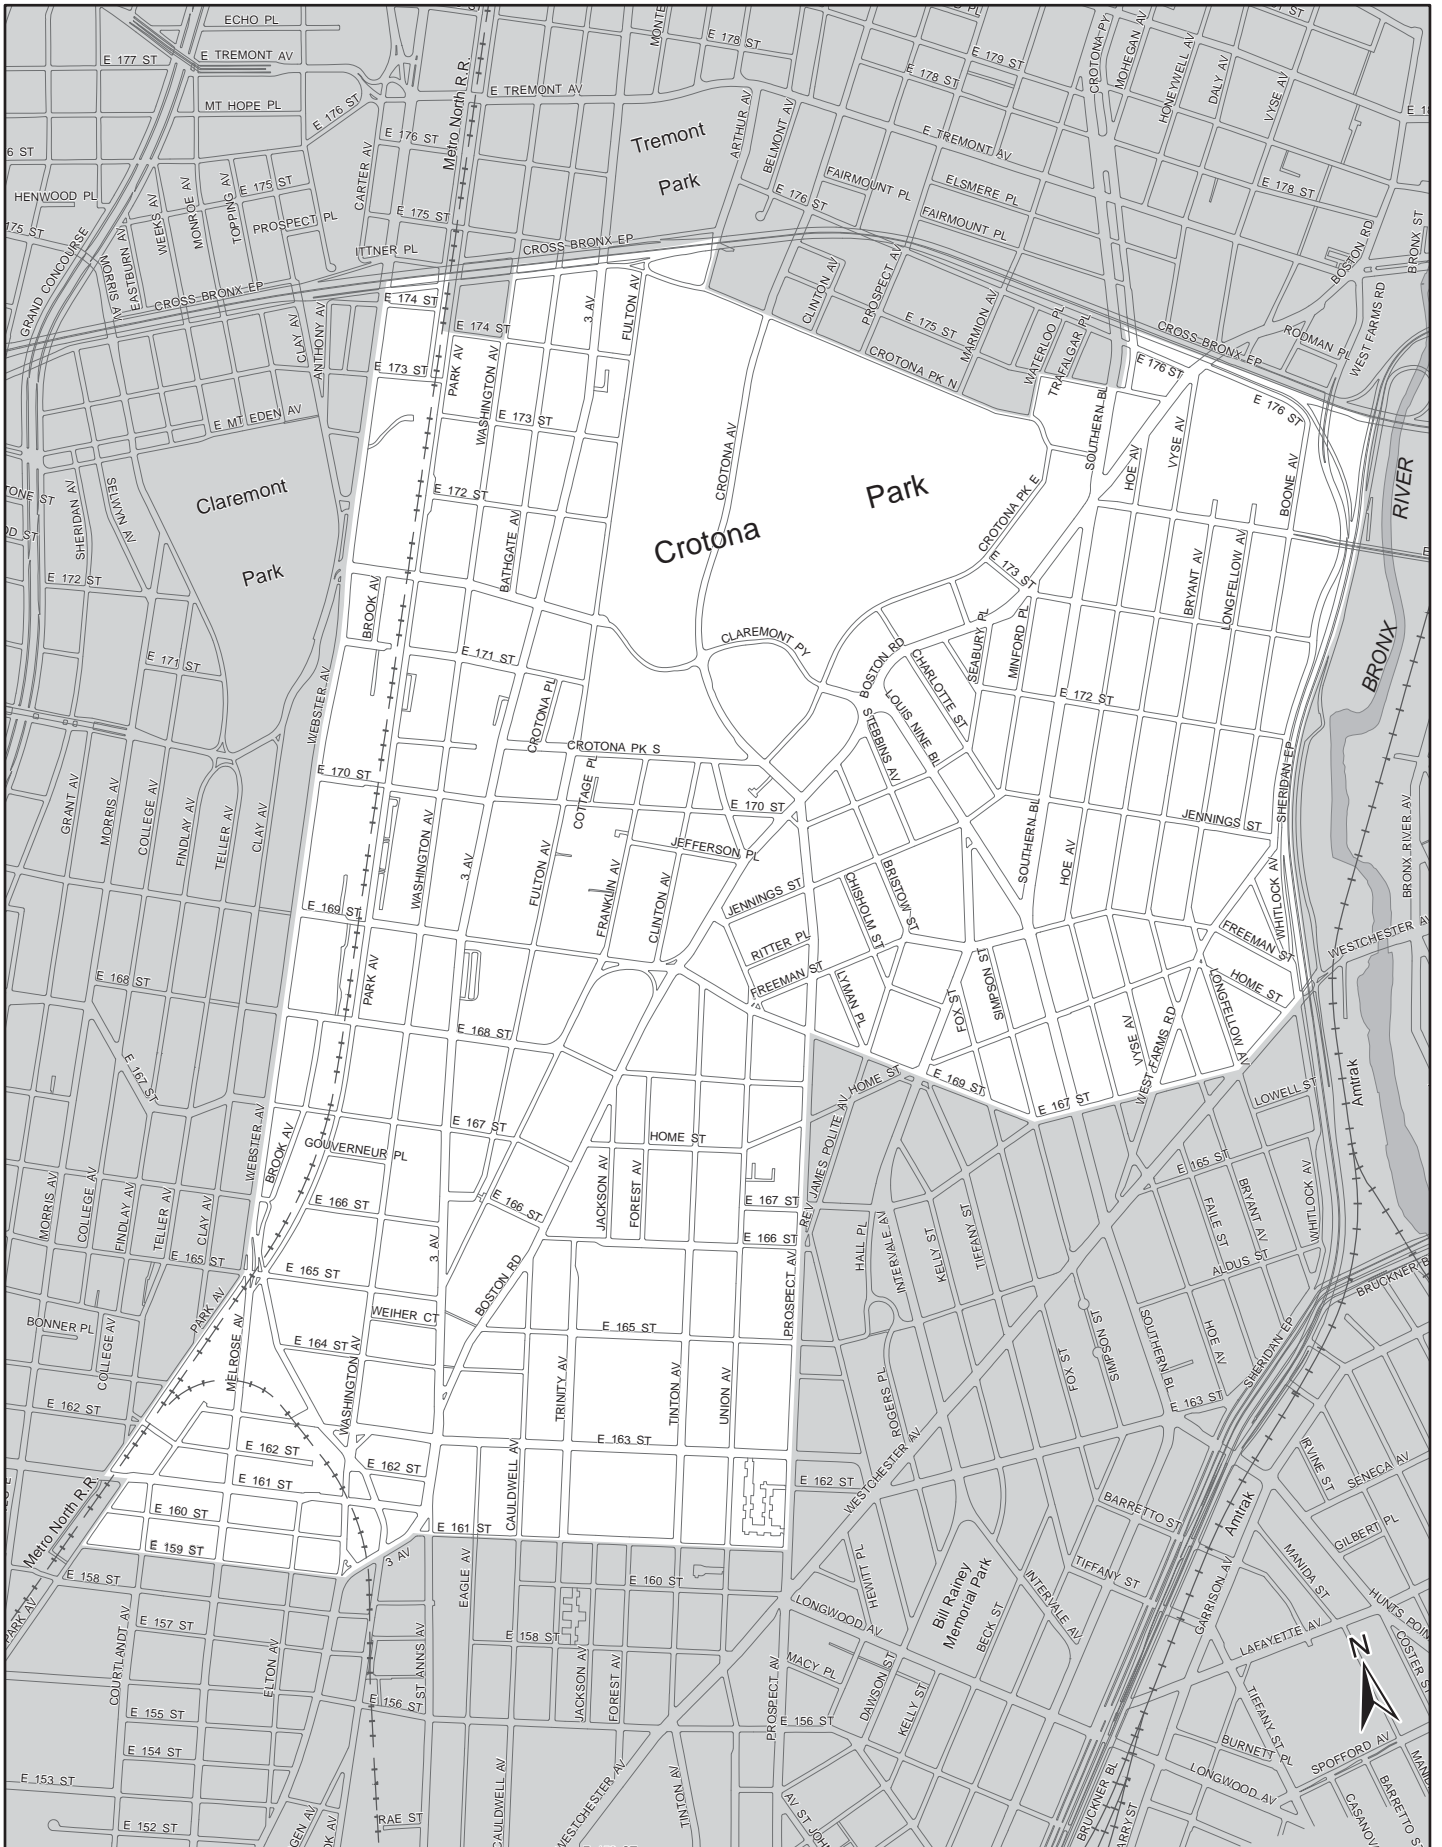 ECHO PL
E 177 ST
E TREMONT AV
MT HOPE PL
E 176 ST
E 176 ST
6 ST
HENWOOD PL
175 ST
GRAND CONCOURSE
MORRIS AV
EASTBURN AV
WEEKS AV
MONROE AV
TOPPING AV
E 175 ST
PROSPECT PL
CARTER AV
Metro North R.R.
E 175 ST
ITTNER PL
CROSS BRONX EP
CROSS BRONX EP
E TREMONT AV
E 178 ST
Tremont
Park
ARTHUR AV
BELMONT AV
E 179 ST
E 178 ST
CROTONA PY
MOHEGAN AV
HONEYWELL AV
DALY AV
VYSE AV
E TREMONT AV
FAIRMOUNT PL
ELSMERE PL
FAIRMOUNT PL
E 176 ST
E 178 ST
BOSTON RD
BRONX ST
WEST FARMS RD
RODMAN PL
CROSS BRONX EP
CLINTON AV
PROSPECT AV
E 175 ST
MARMION AV
WATERLOO PL
TRAFALGAR PL
CROTONA PK N
CLAY AV
ANTHONY AV
E 174 ST
E 174 ST
E 173 ST
PARK AV
WASHINGTON AV
3 AV
FULTON AV
E 173 ST
E MT EDEN AV
Claremont
Park
SHERIDAN AV
SELWYN AV
E 172 ST
E 171 ST
WEBSTER AV
BROOK AV
E 172 ST
BATHGATE AV
E 171 ST
CROTONA PL
CROTONA AV
Crotona
Park
CLAREMONT PY
CROTONA PK E
E 173 ST
SOUTHERN BL
HOE AV
VYSE AV
E 176 ST
E 176 ST
BOONE AV
BRYANT AV
LONGFELLOW AV
RIVER
BRONX
SEABURY PL
MINFORD PL
BOSTON RD
CHARLOTTE ST
LOUIS NINE BL
STEBBINS AV
E 172 ST
SHERIDAN EP
JENNINGS ST
WHITLOCK AV
CROTONA PK S
COTTAGE PL
E 170 ST
E 170 ST
JEFFERSON PL
GRANT AV
MORRIS AV
COLLEGE AV
FINDLAY AV
TELLER AV
CLAY AV
WASHINGTON AV
3 AV
FULTON AV
FRANKLIN AV
CLINTON AV
JENNINGS ST
RITTER PL
FREEMAN ST
CHISHOLM ST
BRISTOW ST
LYMAN PL
SOUTHERN BL
HOE AV
FREEMAN ST
HOME ST
BRONX RIVER AV
WESTCHESTER AV
E 169 ST
PARK AV
E 168 ST
E 168 ST
E 167 ST
FOX ST
SIMPSON ST
VYSE AV
WEST FARMS RD
LONGFELLOW AV
LOWELL ST
Amtrak
HOME ST
E 169 ST
E 167 ST
REV JAMES POLITE AV
WEBSTER AV
BROOK AV
GOUVERNEUR PL
E 166 ST
E 167 ST
E 166 ST
HOME ST
JACKSON AV
FOREST AV
E 167 ST
E 166 ST
PROSPECT AV
MORRIS AV
COLLEGE AV
FINDLAY AV
TELLER AV
CLAY AV
E 165 ST
BONNER PL
COLLEGE AV
E 162 ST
PARK AV
MELROSE AV
E 165 ST
E 164 ST
WEIHER CT
3 AV
BOSTON RD
WASHINGTON AV
E 165 ST
TRINITY AV
TINTON AV
UNION AV
E 163 ST
CAULDWELL AV
E 162 ST
E 161 ST
E 162 ST
E 160 ST
E 159 ST
E 161 ST
3 AV
Metro North R.R.
HALL PL
INTERVALE AV
KELLY ST
TIFFANY ST
E 165 ST
FAILE ST
BRYANT AV
WHITLOCK AV
ALDUS ST
FOX ST
SIMPSON ST
SOUTHERN BL
HOE AV
E 163 ST
SHERIDAN EP
ROGERS PL
WESTCHESTER AV
E 162 ST
BARRETTO ST
TIFFANY ST
Amtrak
IRVINE ST
SENECA AV
GILBERT PL
MANIDA ST
GARRISON AV
LAFAYETTE AV
E 158 ST
PARK AV
E 157 ST
COURTLANDT AV
ELTON AV
ST ANNS AV
EAGLE AV
E 160 ST
E 158 ST
JACKSON AV
FOREST AV
E 156 ST
E 155 ST
E 154 ST
E 153 ST
E 152 ST
RAE ST
CAULDWELL AV
WESTCHESTER AV
TINTON AV
PROSPECT AV
E 156 ST
HEWITT PL
LONGWOOD AV
MACY PL
DAWSON ST
KELLY ST
BECK ST
Bill Rainey
Memorial Park
INTERVALE AV
BRUCKNER BL
TIFFANY ST
BURNETT PL
LONGWOOD AV
SPOFFORD AV
N